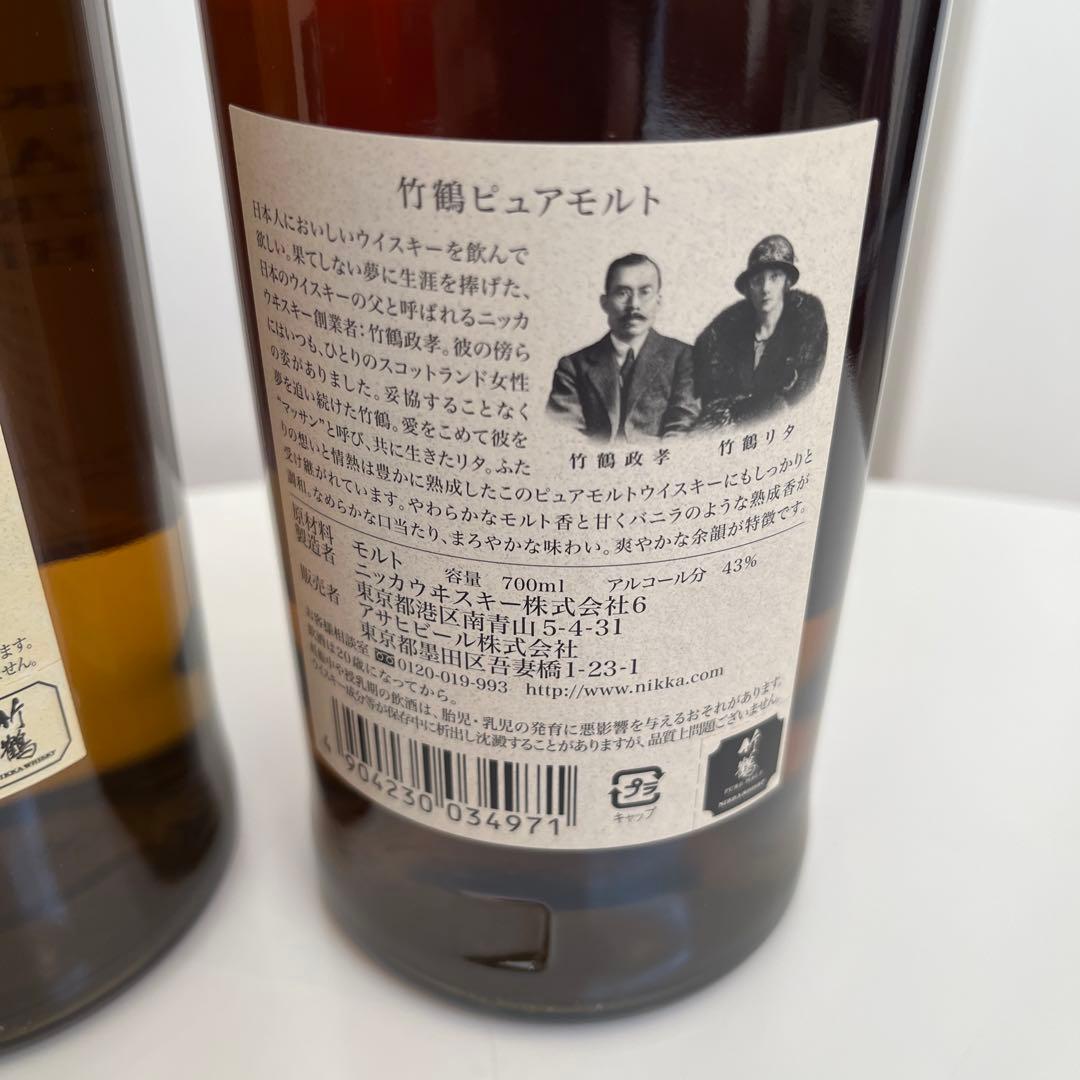 竹鶴ピュアモルト
日本人においしいウイスキーを飲んで
欲しい。果てしない夢に生涯を捧げた、
日本のウイスキーの父と呼ばれるニッカ
ウヰスキー創業者:竹鶴政孝。彼の傍ら
にはいつも、ひとりのスコットランド女性
の姿がありました。妥協することなく
夢を追い続けた竹鶴。愛をこめて彼を
"マッサン"と呼び、共に生きたリタ。ふた
りの想いと情熱は豊かに熟成したこのピュアモルトウイスキーにもしっかりと
受け継がれています。やわらかなモルト香と甘くバニラのような熟成香が
調和。なめらかな口当たり、まろやかな味わい。爽やかな余韻が特徴です。
竹鶴政孝
竹鶴リタ
原材料 モルト 容量 700ml アルコール分 43%
製造者 ニッカウヰスキー株式会社6
東京都港区南青山5-4-31
販売者 アサヒビール株式会社
東京都墨田区吾妻橋1-23-1
お客様相談室 0120-019-993 http://www.nikka.com
飲酒は20歳になってから。
妊娠中や授乳期の飲酒は、胎児・乳児の発育に悪影響を与えるおそれがあります。
ウイスキー成分等が保存中に析出し沈澱することがありますが、品質上問題ございません。
4 904230 034971
プラ
キャップ
竹鶴
PURE MALT
NIKKA WHISKY
ます。
せん。
竹鶴
NIKKA WHISKY